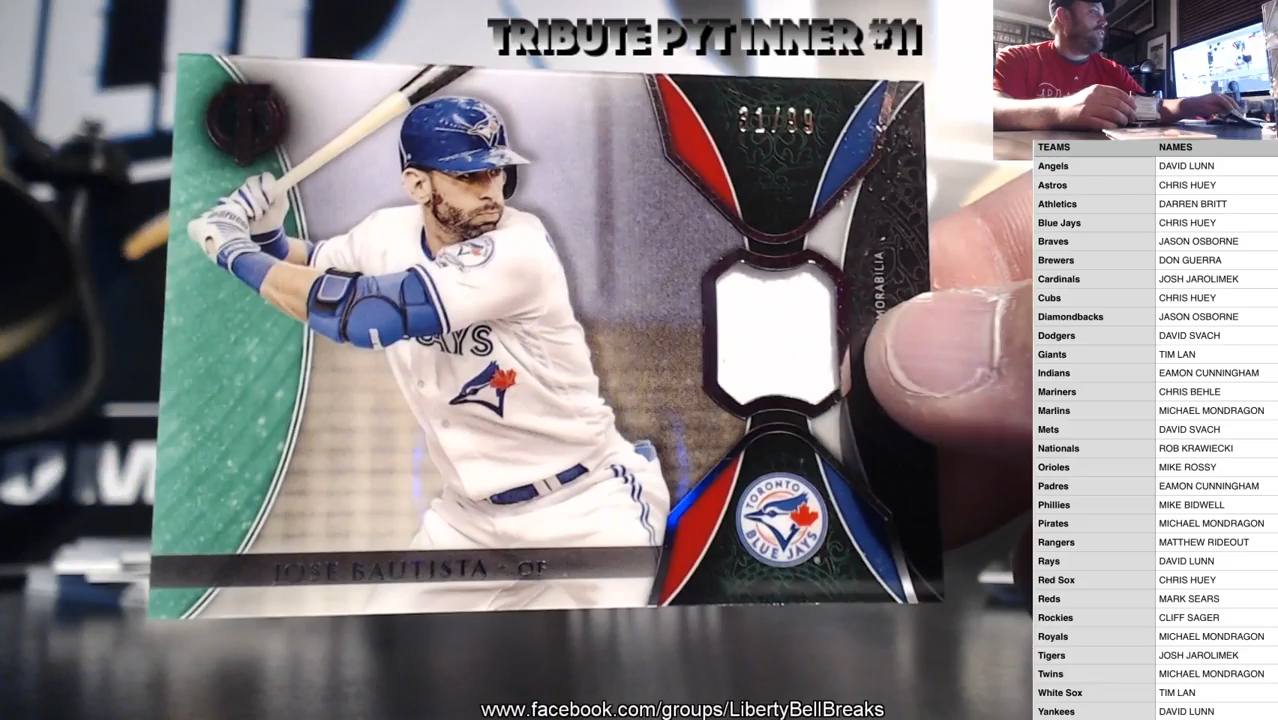 TRIBUTE PYT INNER #11
31/99
MORABILIA
AYS
TORONTO
BLUE JAYS
JOSE BAUTISTA · OF
TEAMS NAMES
Angels DAVID LUNN
Astros CHRIS HUEY
Athletics DARREN BRITT
Blue Jays CHRIS HUEY
Braves JASON OSBORNE
Brewers DON GUERRA
Cardinals JOSH JAROLIMEK
Cubs CHRIS HUEY
Diamondbacks JASON OSBORNE
Dodgers DAVID SVACH
Giants TIM LAN
Indians EAMON CUNNINGHAM
Mariners CHRIS BEHLE
Marlins MICHAEL MONDRAGON
Mets DAVID SVACH
Nationals ROB KRAWIECKI
Orioles MIKE ROSSY
Padres EAMON CUNNINGHAM
Phillies MIKE BIDWELL
Pirates MICHAEL MONDRAGON
Rangers MATTHEW RIDEOUT
Rays DAVID LUNN
Red Sox CHRIS HUEY
Reds MARK SEARS
Rockies CLIFF SAGER
Royals MICHAEL MONDRAGON
Tigers JOSH JAROLIMEK
Twins MICHAEL MONDRAGON
White Sox TIM LAN
Yankees DAVID LUNN
www.facebook.com/groups/LibertyBellBreaks